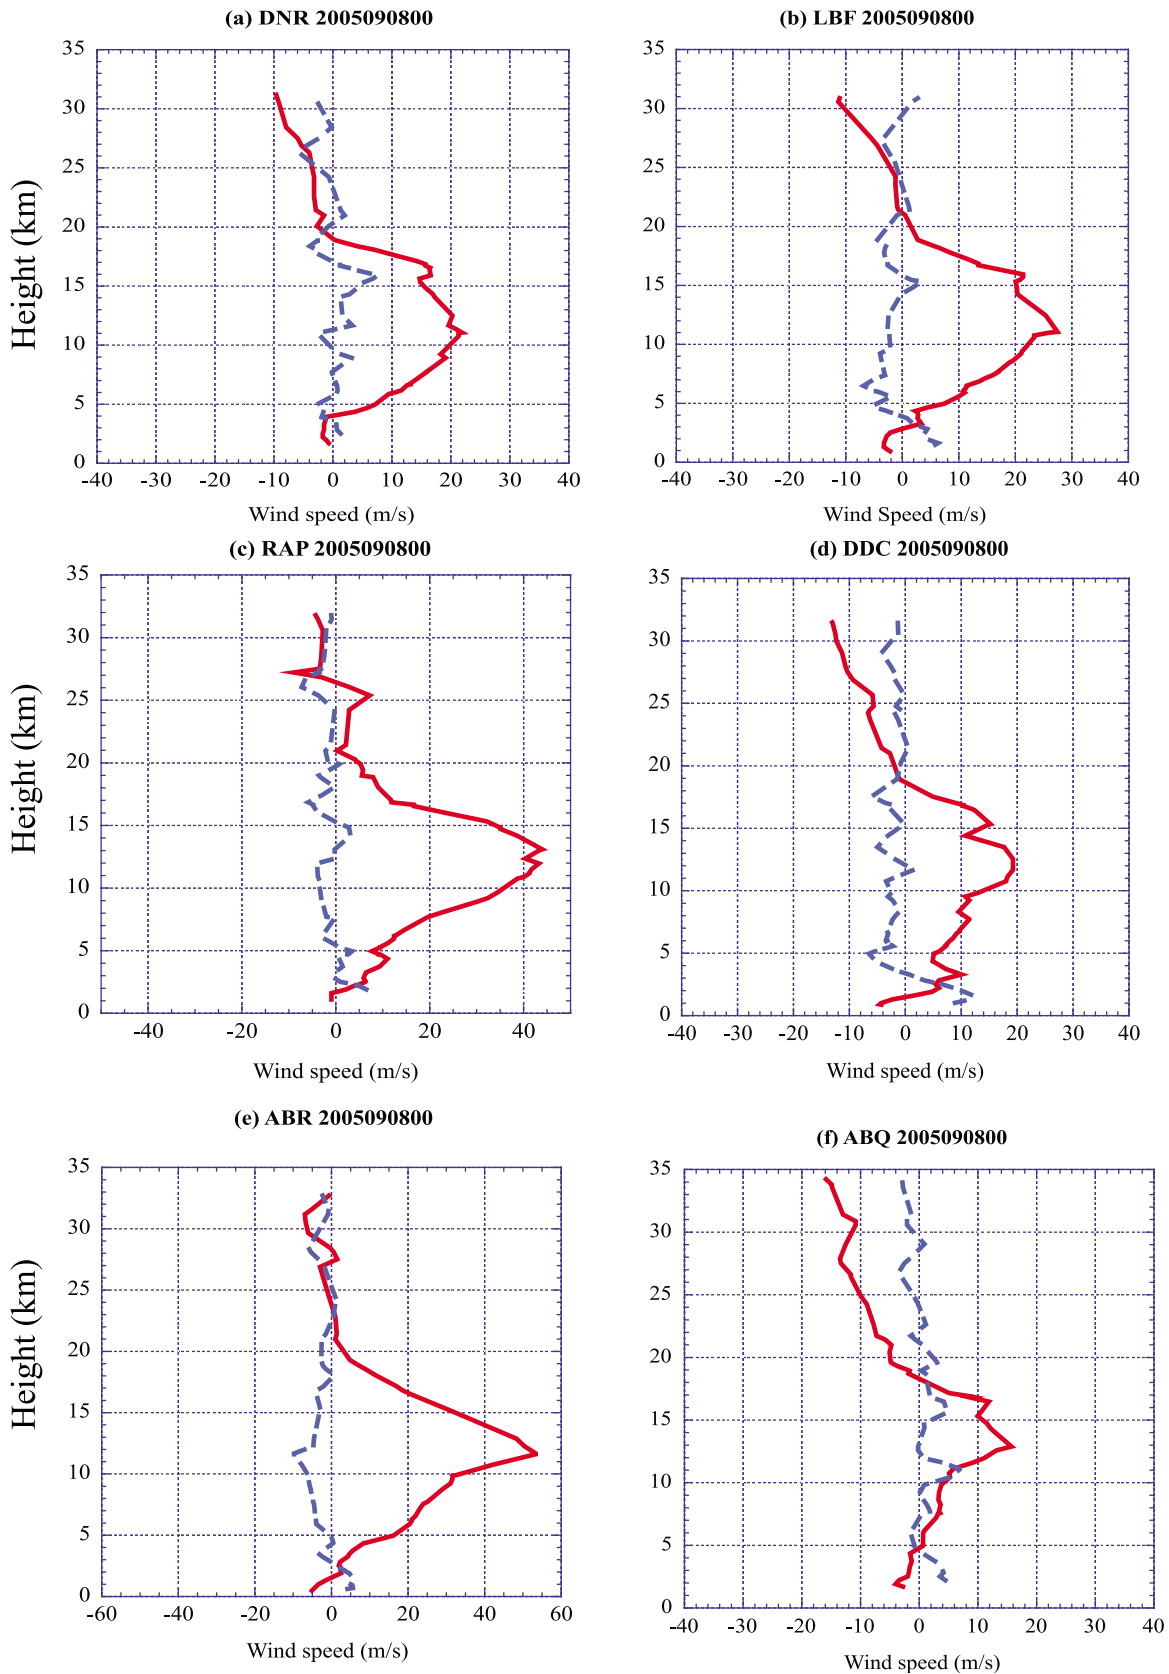 (a) DNR 2005090800
35
30
25
20
15
10
5
0
-40 -30 -20 -10 0 10 20 30 40
Height (km)
Wind speed (m/s)
(b) LBF 2005090800
35
30
25
20
15
10
5
0
-40 -30 -20 -10 0 10 20 30 40
Wind Speed (m/s)
(c) RAP 2005090800
35
30
25
20
15
10
5
0
-40 -20 0 20 40
Height (km)
Wind speed (m/s)
(d) DDC 2005090800
35
30
25
20
15
10
5
0
-40 -30 -20 -10 0 10 20 30 40
Wind speed (m/s)
(e) ABR 2005090800
35
30
25
20
15
10
5
0
-60 -40 -20 0 20 40 60
Height (km)
Wind speed (m/s)
(f) ABQ 2005090800
35
30
25
20
15
10
5
0
-40 -30 -20 -10 0 10 20 30 40
Wind speed (m/s)